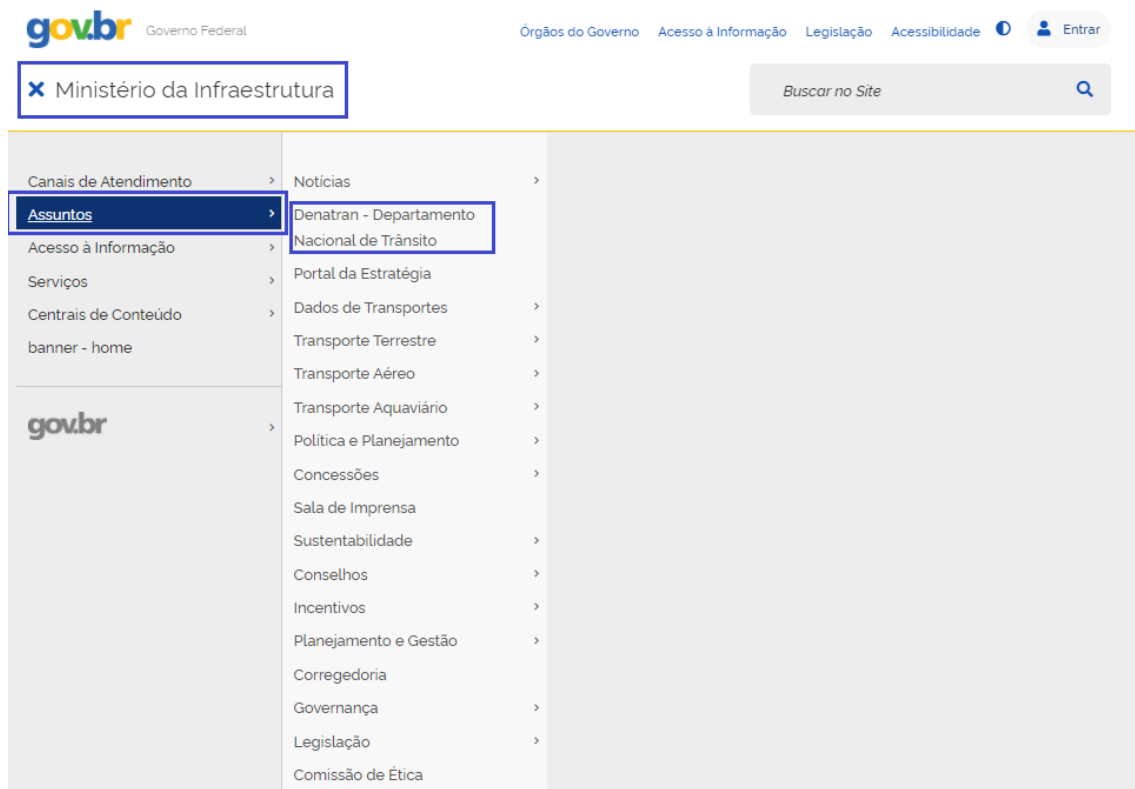 gov.br Governo Federal
Órgãos do Governo Acesso à Informação Legislação Acessibilidade Entrar
Ministério da Infraestrutura
Buscar no Site
Canais de Atendimento
Assuntos
Acesso à Informação
Serviços
Centrais de Conteúdo
banner - home
gov.br
Notícias
Denatran - Departamento
Nacional de Trânsito
Portal da Estratégia
Dados de Transportes
Transporte Terrestre
Transporte Aéreo
Transporte Aquaviário
Política e Planejamento
Concessões
Sala de Imprensa
Sustentabilidade
Conselhos
Incentivos
Planejamento e Gestão
Corregedoria
Governança
Legislação
Comissão de Ética